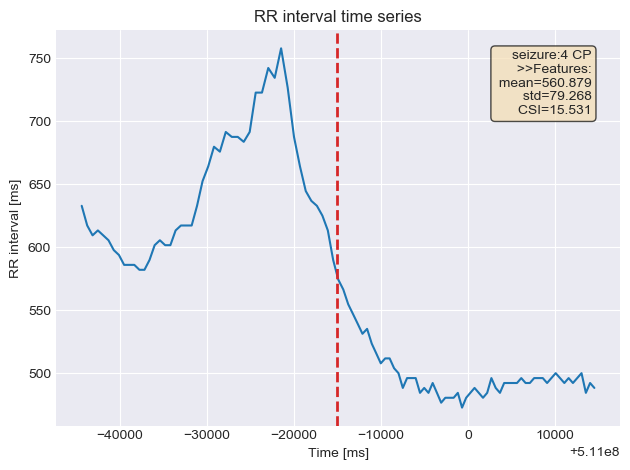 RR interval time series
seizure:4 CP
>>Features:
mean=560.879
std=79.268
CSI=15.531
750
700
650
600
550
500
RR interval [ms]
−40000 −30000 −20000 −10000 0 10000
Time [ms]
+5.11e8